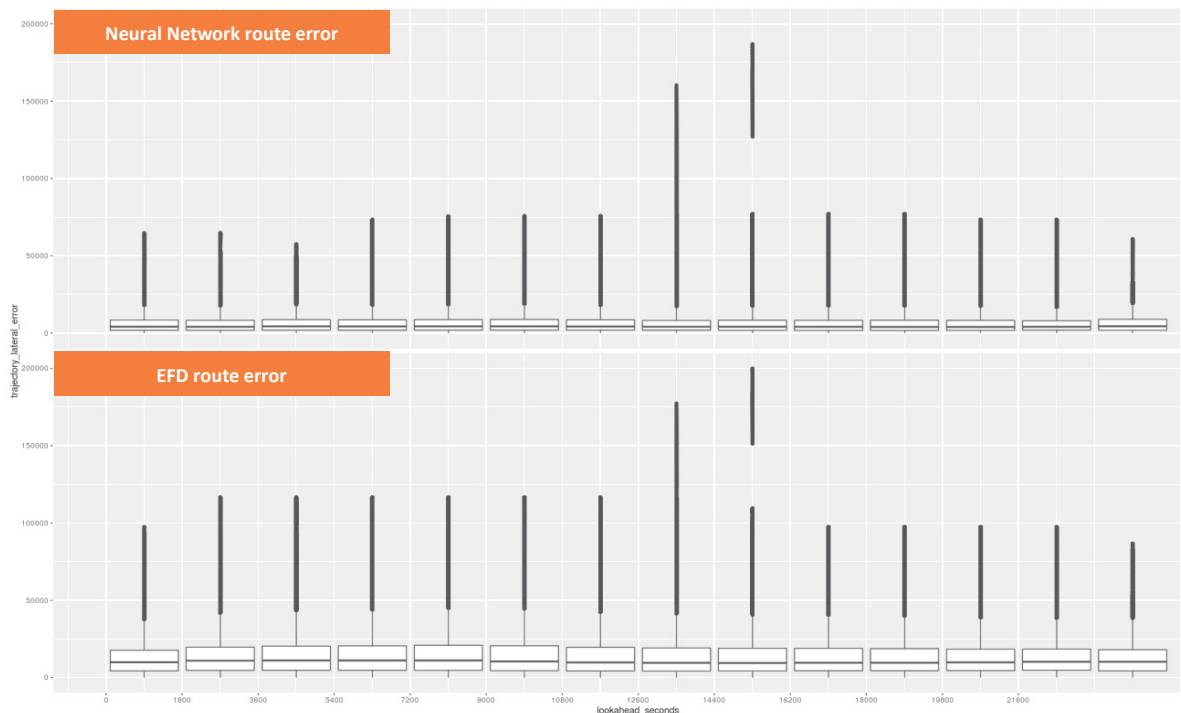 200000
Neural Network route error
150000
100000
50000
0
trajectory_lateral_error
EFD route error
200000
150000
100000
50000
0
0 1800 3600 5400 7200 9000 10800 12600 14400 16200 18000 19800 21600
lookahead_seconds